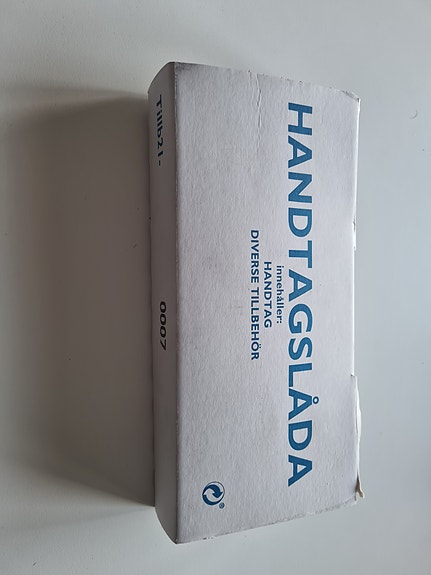 HANDTAGSLÅDA
innehåller:
HANDTAG
DIVERSE TILLBEHÖR
®
Tillb21-
0007